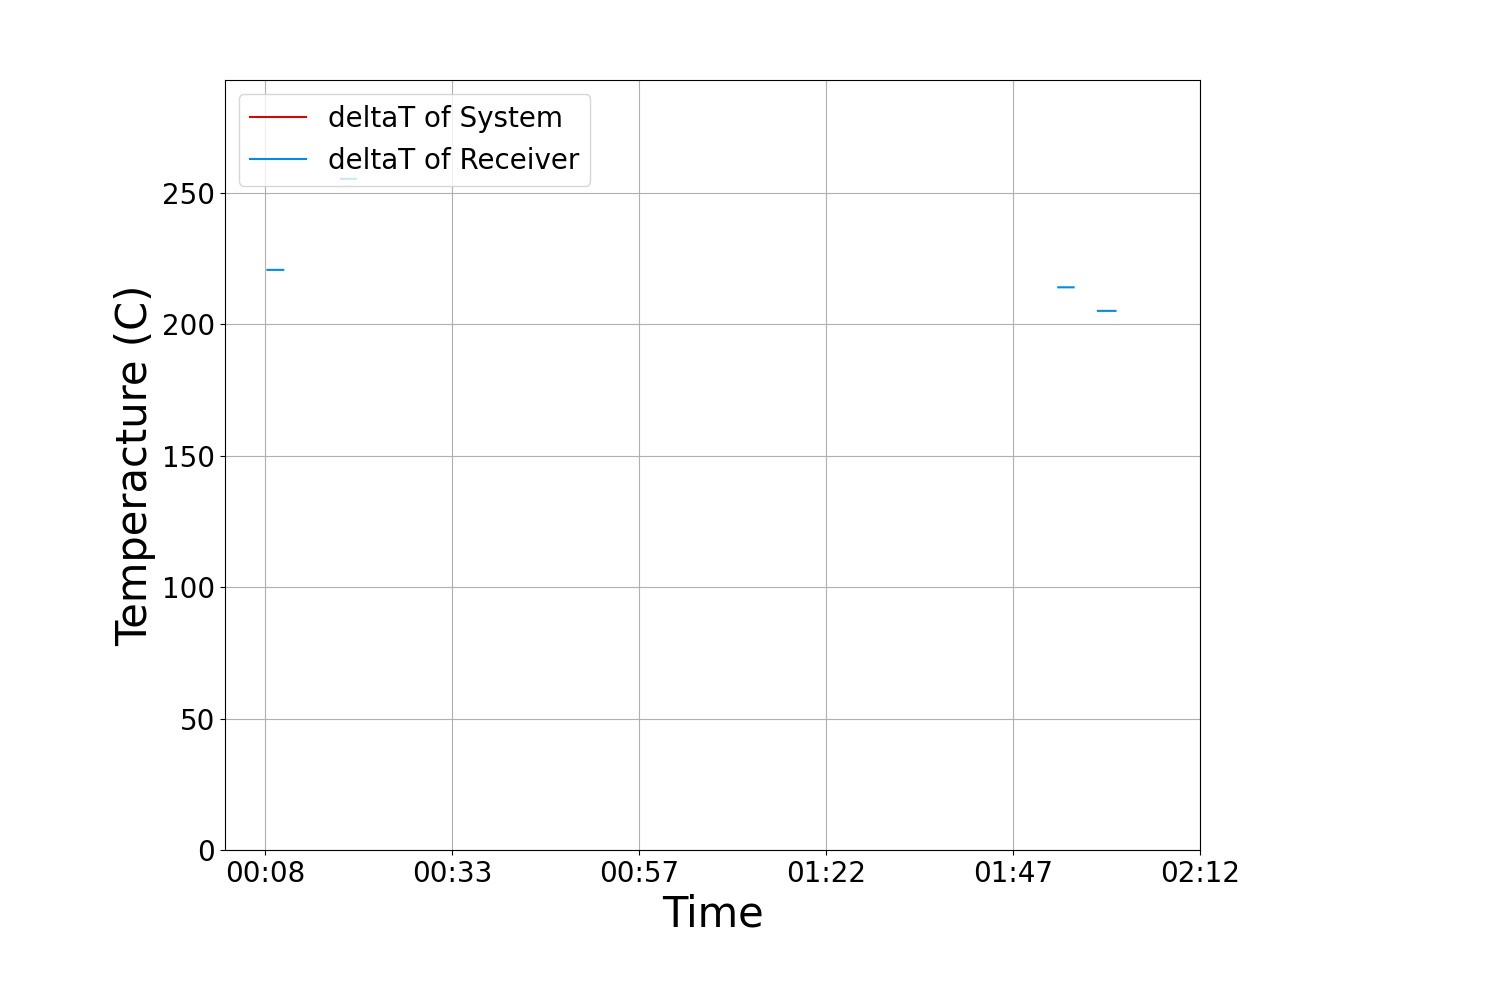 deltaT of System
deltaT of Receiver
250
200
150
100
50
0
Temperacture (C)
00:08 00:33 00:57 01:22 01:47 02:12
Time